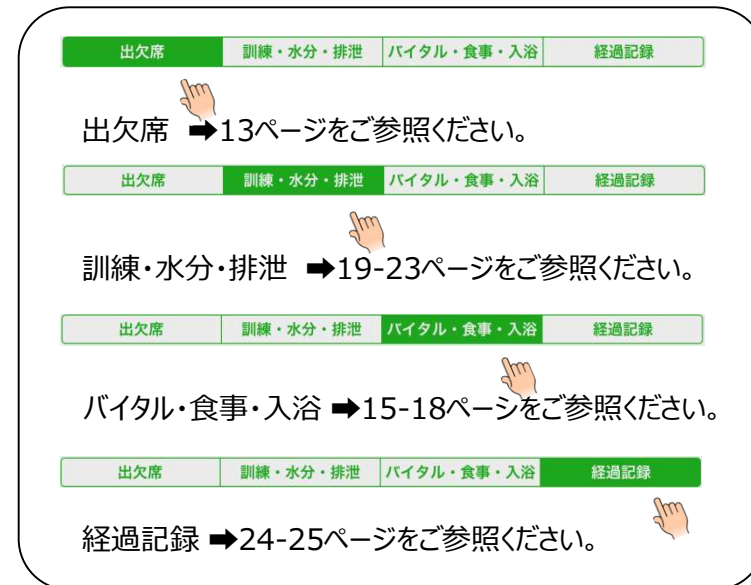 出欠席 訓練・水分・排泄 バイタル・食事・入浴 経過記録
出欠席 ➡13ページをご参照ください。
出欠席 訓練・水分・排泄 バイタル・食事・入浴 経過記録
訓練・水分・排泄 ➡19-23ページをご参照ください。
出欠席 訓練・水分・排泄 バイタル・食事・入浴 経過記録
バイタル・食事・入浴 ➡15-18ページをご参照ください。
出欠席 訓練・水分・排泄 バイタル・食事・入浴 経過記録
経過記録 ➡24-25ページをご参照ください。